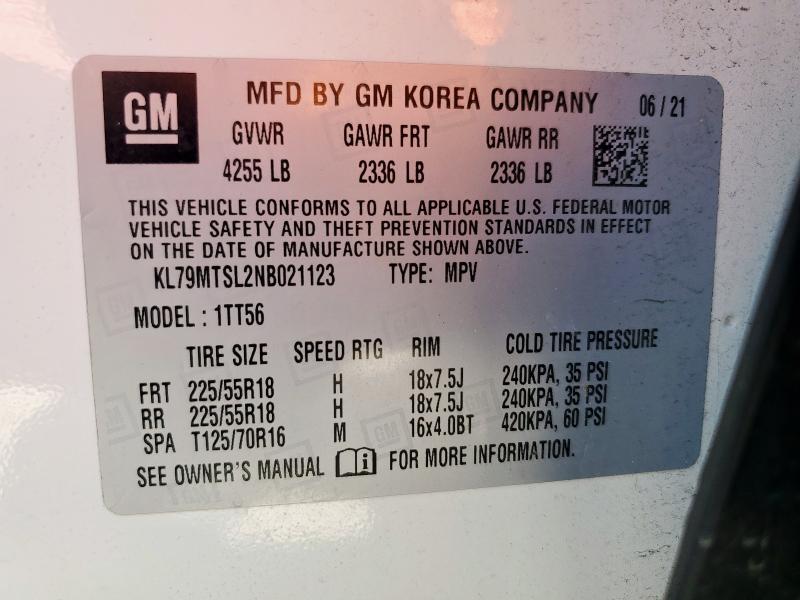 GM
MFD BY GM KOREA COMPANY 06/21
GVWR GAWR FRT GAWR RR
4255 LB 2336 LB 2336 LB
THIS VEHICLE CONFORMS TO ALL APPLICABLE U.S. FEDERAL MOTOR
VEHICLE SAFETY AND THEFT PREVENTION STANDARDS IN EFFECT
ON THE DATE OF MANUFACTURE SHOWN ABOVE.
KL79MTSL2NB021123 TYPE: MPV
MODEL : 1TT56
TIRE SIZE SPEED RTG RIM COLD TIRE PRESSURE
FRT 225/55R18 H 18x7.5J 240KPA, 35 PSI
RR 225/55R18 H 18x7.5J 240KPA, 35 PSI
SPA T125/70R16 M 16x4.0BT 420KPA, 60 PSI
SEE OWNER'S MANUAL i FOR MORE INFORMATION.